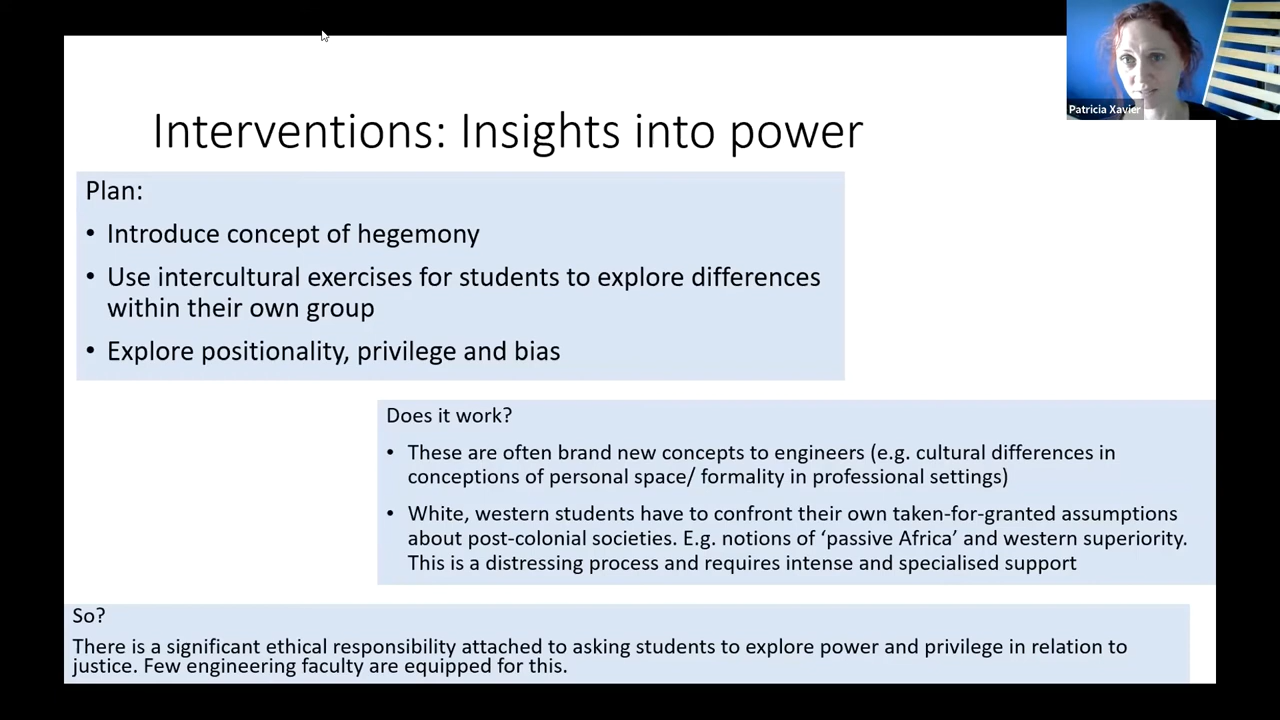 Patricia Xavier
Interventions: Insights into power
Plan:
• Introduce concept of hegemony
• Use intercultural exercises for students to explore differences
within their own group
• Explore positionality, privilege and bias
Does it work?
• These are often brand new concepts to engineers (e.g. cultural differences in
conceptions of personal space/ formality in professional settings)
• White, western students have to confront their own taken-for-granted assumptions
about post-colonial societies. E.g. notions of ‘passive Africa’ and western superiority.
This is a distressing process and requires intense and specialised support
So?
There is a significant ethical responsibility attached to asking students to explore power and privilege in relation to
justice. Few engineering faculty are equipped for this.